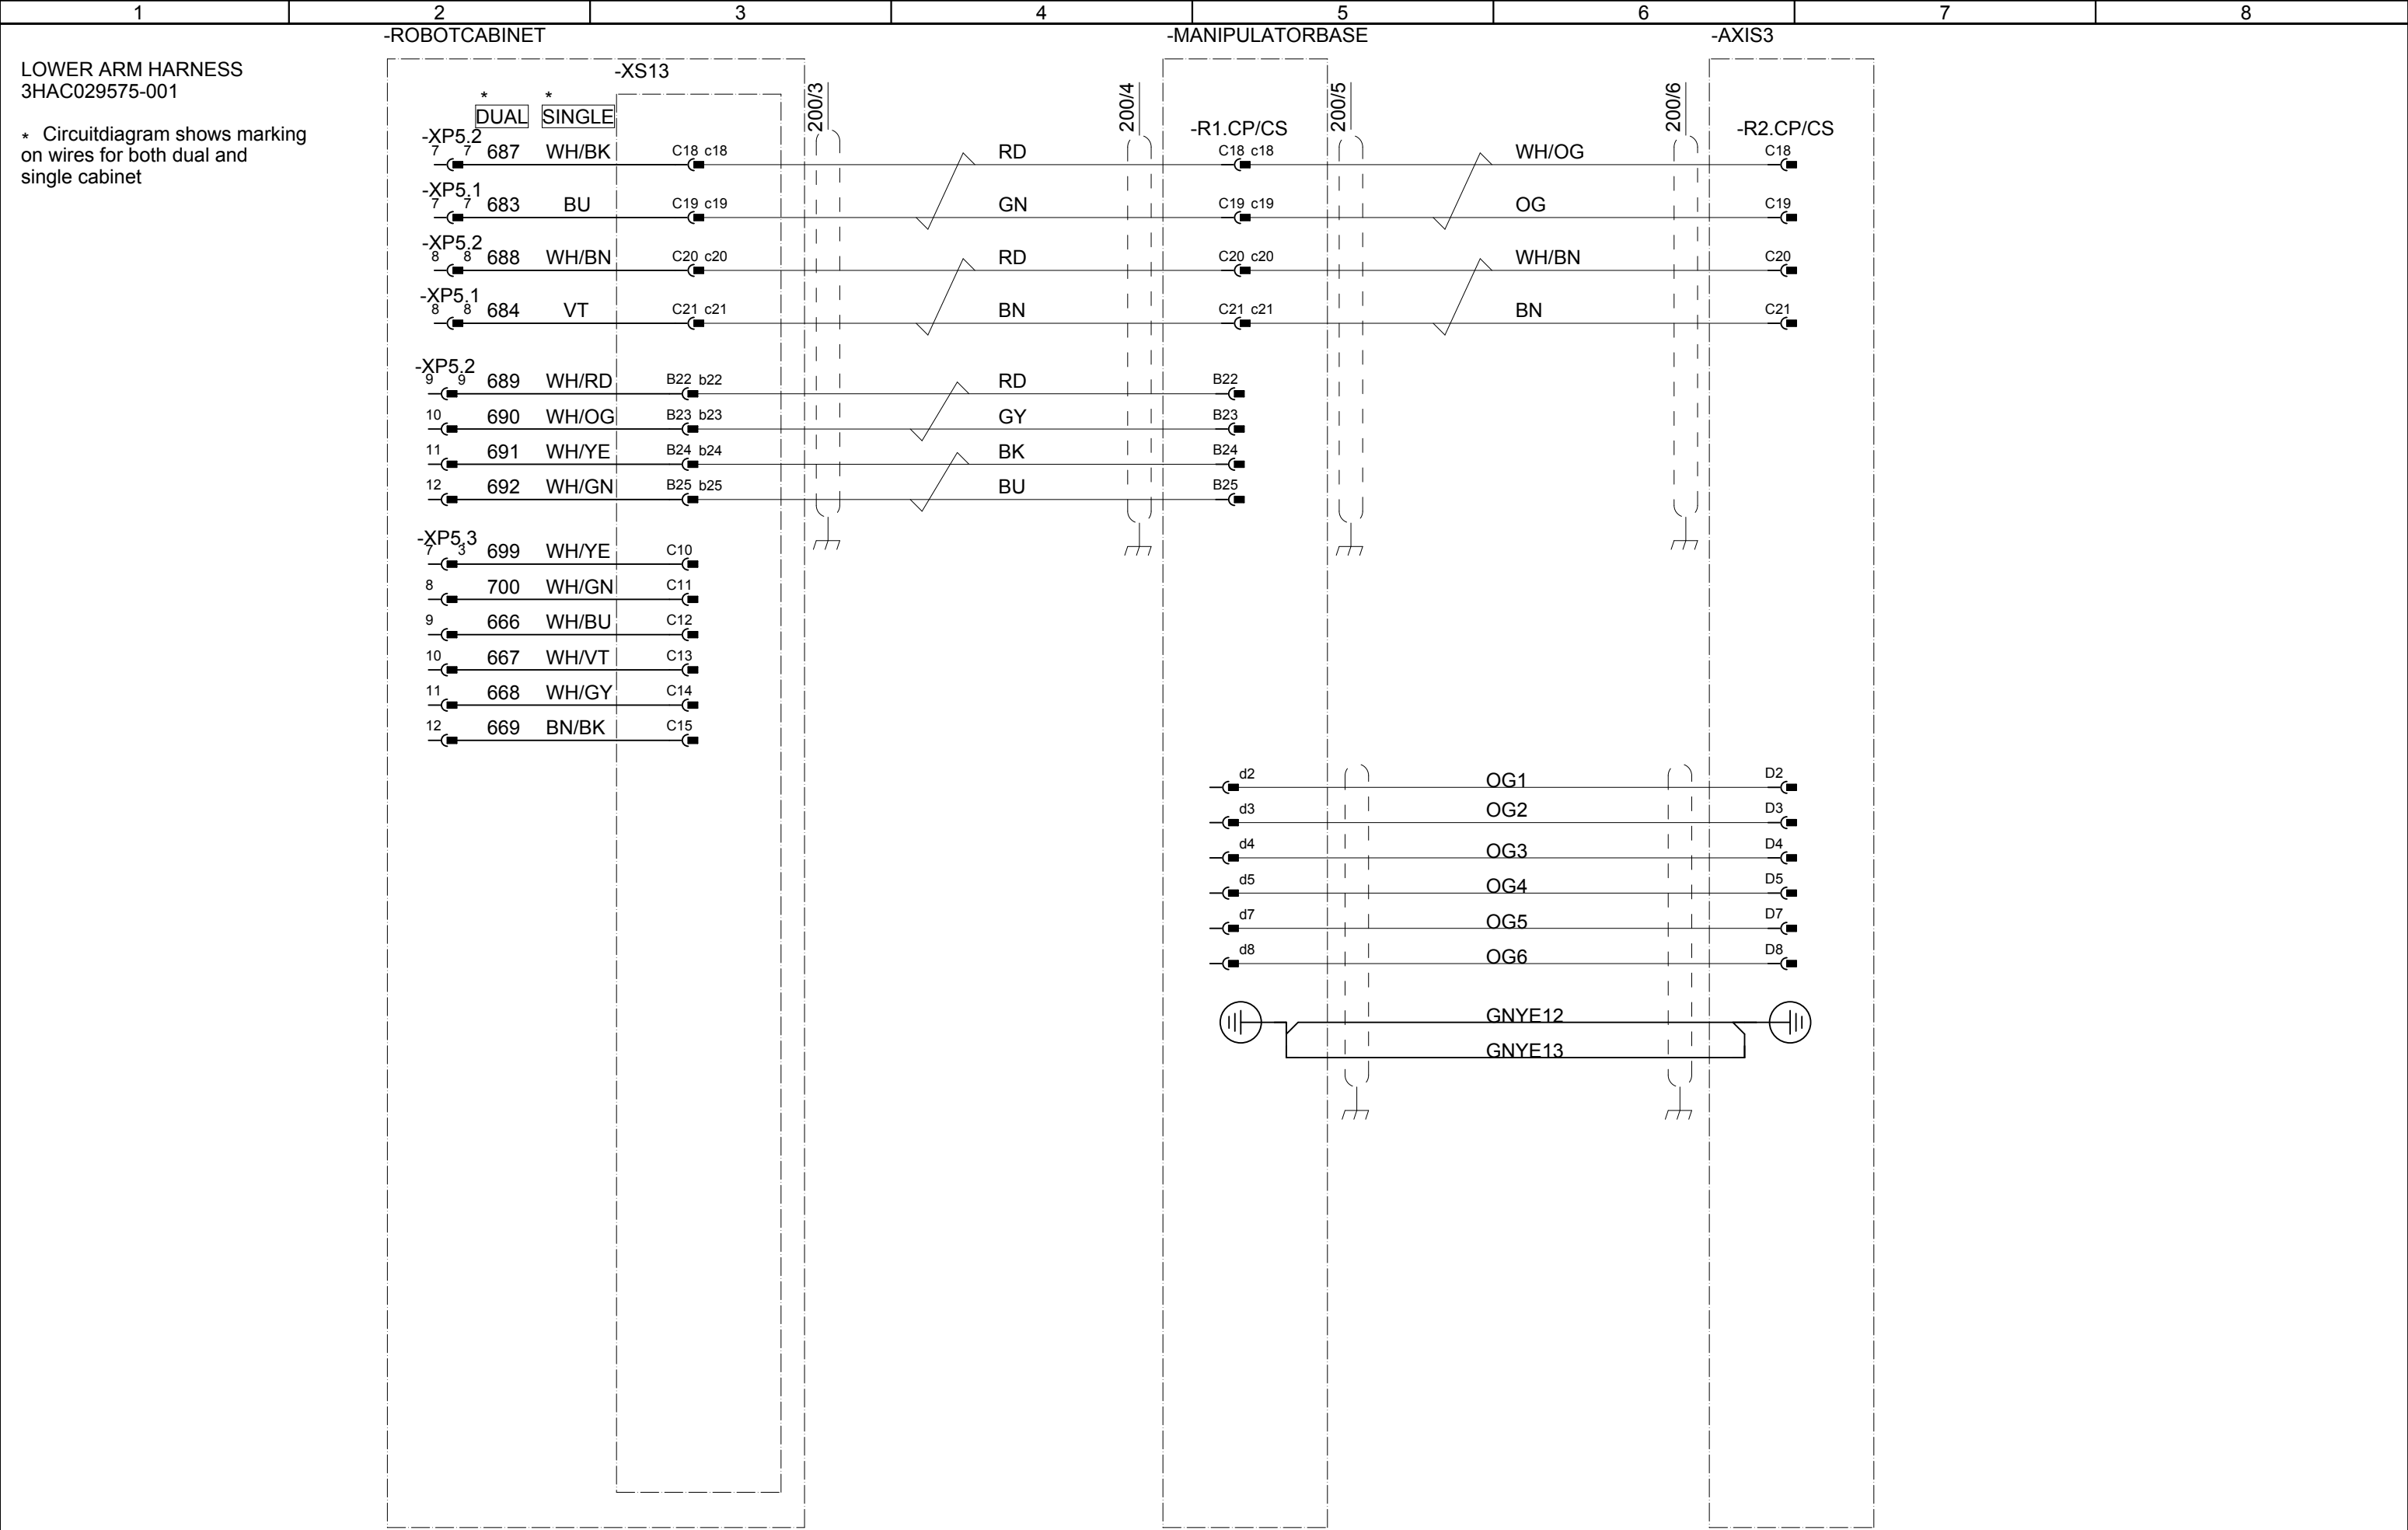 1 2 3 4 5 6 7 8
-ROBOTCABINET -MANIPULATORBASE -AXIS3
LOWER ARM HARNESS
3HAC029575-001
* Circuitdiagram shows marking
on wires for both dual and
single cabinet
-XS13
* *
DUAL SINGLE
200/3 200/4 200/5 200/6
-R1.CP/CS -R2.CP/CS
-XP5.2
7 7 687 WH/BK C18 c18 RD C18 c18 WH/OG C18
-XP5.1
7 7 683 BU C19 c19 GN C19 c19 OG C19
-XP5.2
8 8 688 WH/BN C20 c20 RD C20 c20 WH/BN C20
-XP5.1
8 8 684 VT C21 c21 BN C21 c21 BN C21
-XP5.2
9 9 689 WH/RD B22 b22 RD B22
10 690 WH/OG B23 b23 GY B23
11 691 WH/YE B24 b24 BK B24
12 692 WH/GN B25 b25 BU B25
-XP5.3
7 3 699 WH/YE C10
8 700 WH/GN C11
9 666 WH/BU C12
10 667 WH/VT C13
11 668 WH/GY C14
12 669 BN/BK C15
d2 OG1 D2
d3 OG2 D3
d4 OG3 D4
d5 OG4 D5
d7 OG5 D7
d8 OG6 D8
GNYE12
GNYE13